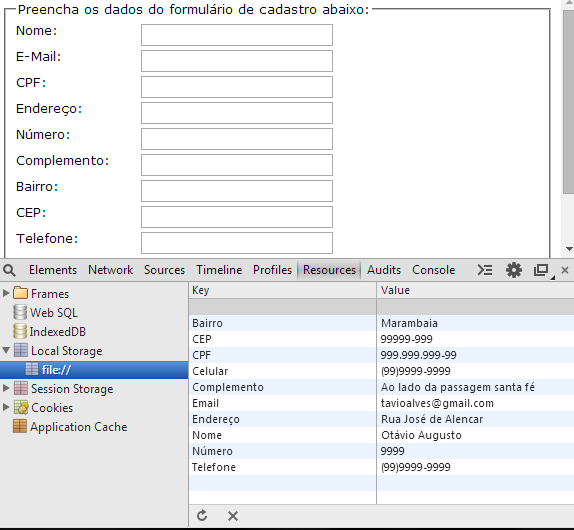 Preencha os dados do formulário de cadastro abaixo:
Nome:
E-Mail:
CPF:
Endereço:
Número:
Complemento:
Bairro:
CEP:
Telefone:
Elements Network Sources Timeline Profiles Resources Audits Console
Frames
Web SQL
IndexedDB
Local Storage
file://
Session Storage
Cookies
Application Cache
Key Value
Bairro Marambaia
CEP 99999-999
CPF 999.999.999-99
Celular (99)9999-9999
Complemento Ao lado da passagem santa fé
Email tavioalves@gmail.com
Endereço Rua José de Alencar
Nome Otávio Augusto
Número 9999
Telefone (99)9999-9999